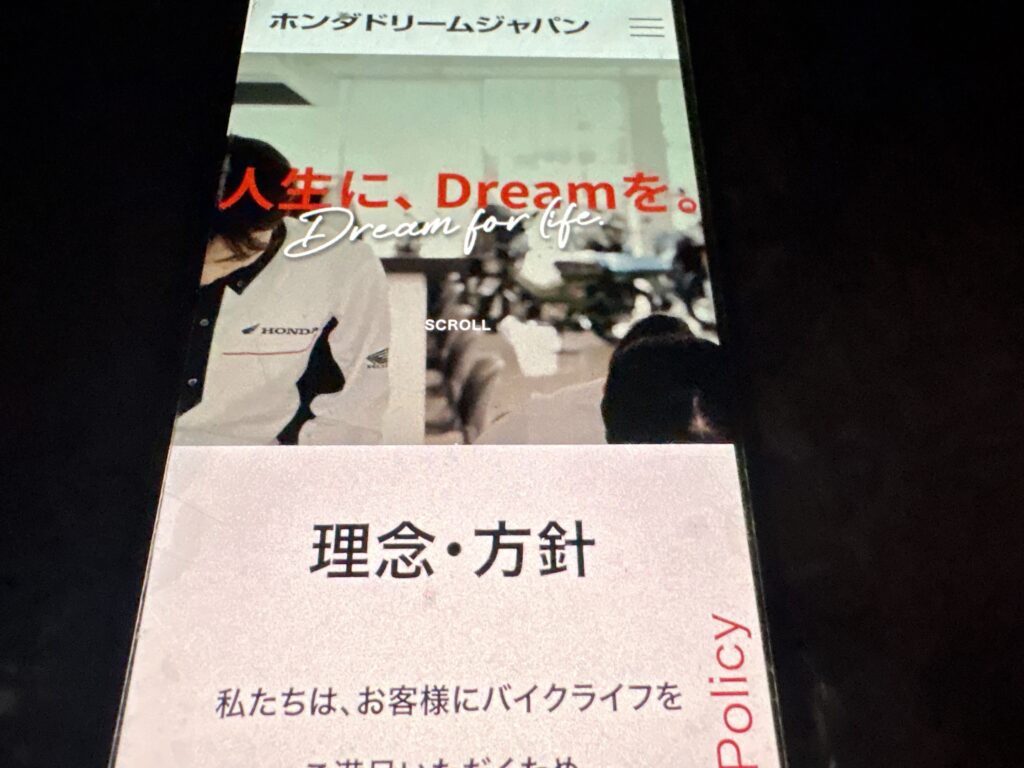 ホンダドリームジャパン
人生に、Dreamを。
Dream for life.
HONDA
SCROLL
理念・方針
私たちは、お客様にバイクライフを
Policy